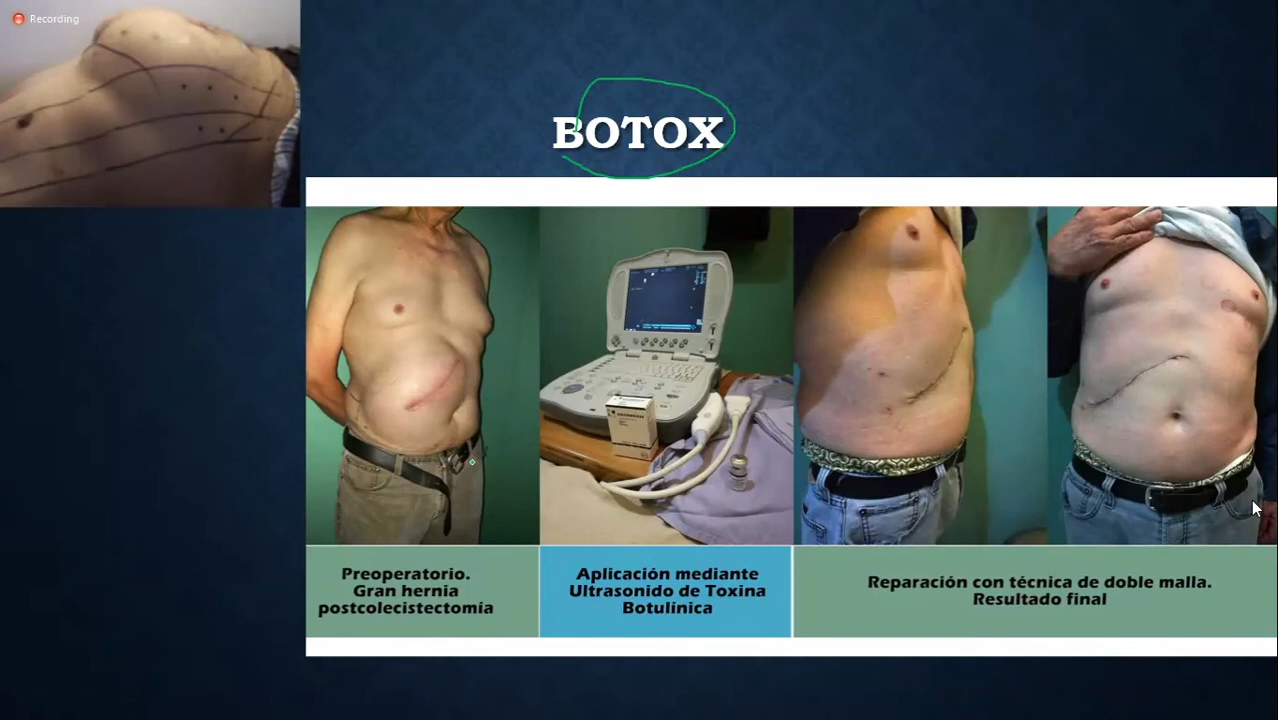 Recording
BOTOX
Preoperatorio.
Gran hernia
postcolecistectomía
Aplicación mediante
Ultrasonido de Toxina
Botulínica
Reparación con técnica de doble malla.
Resultado final